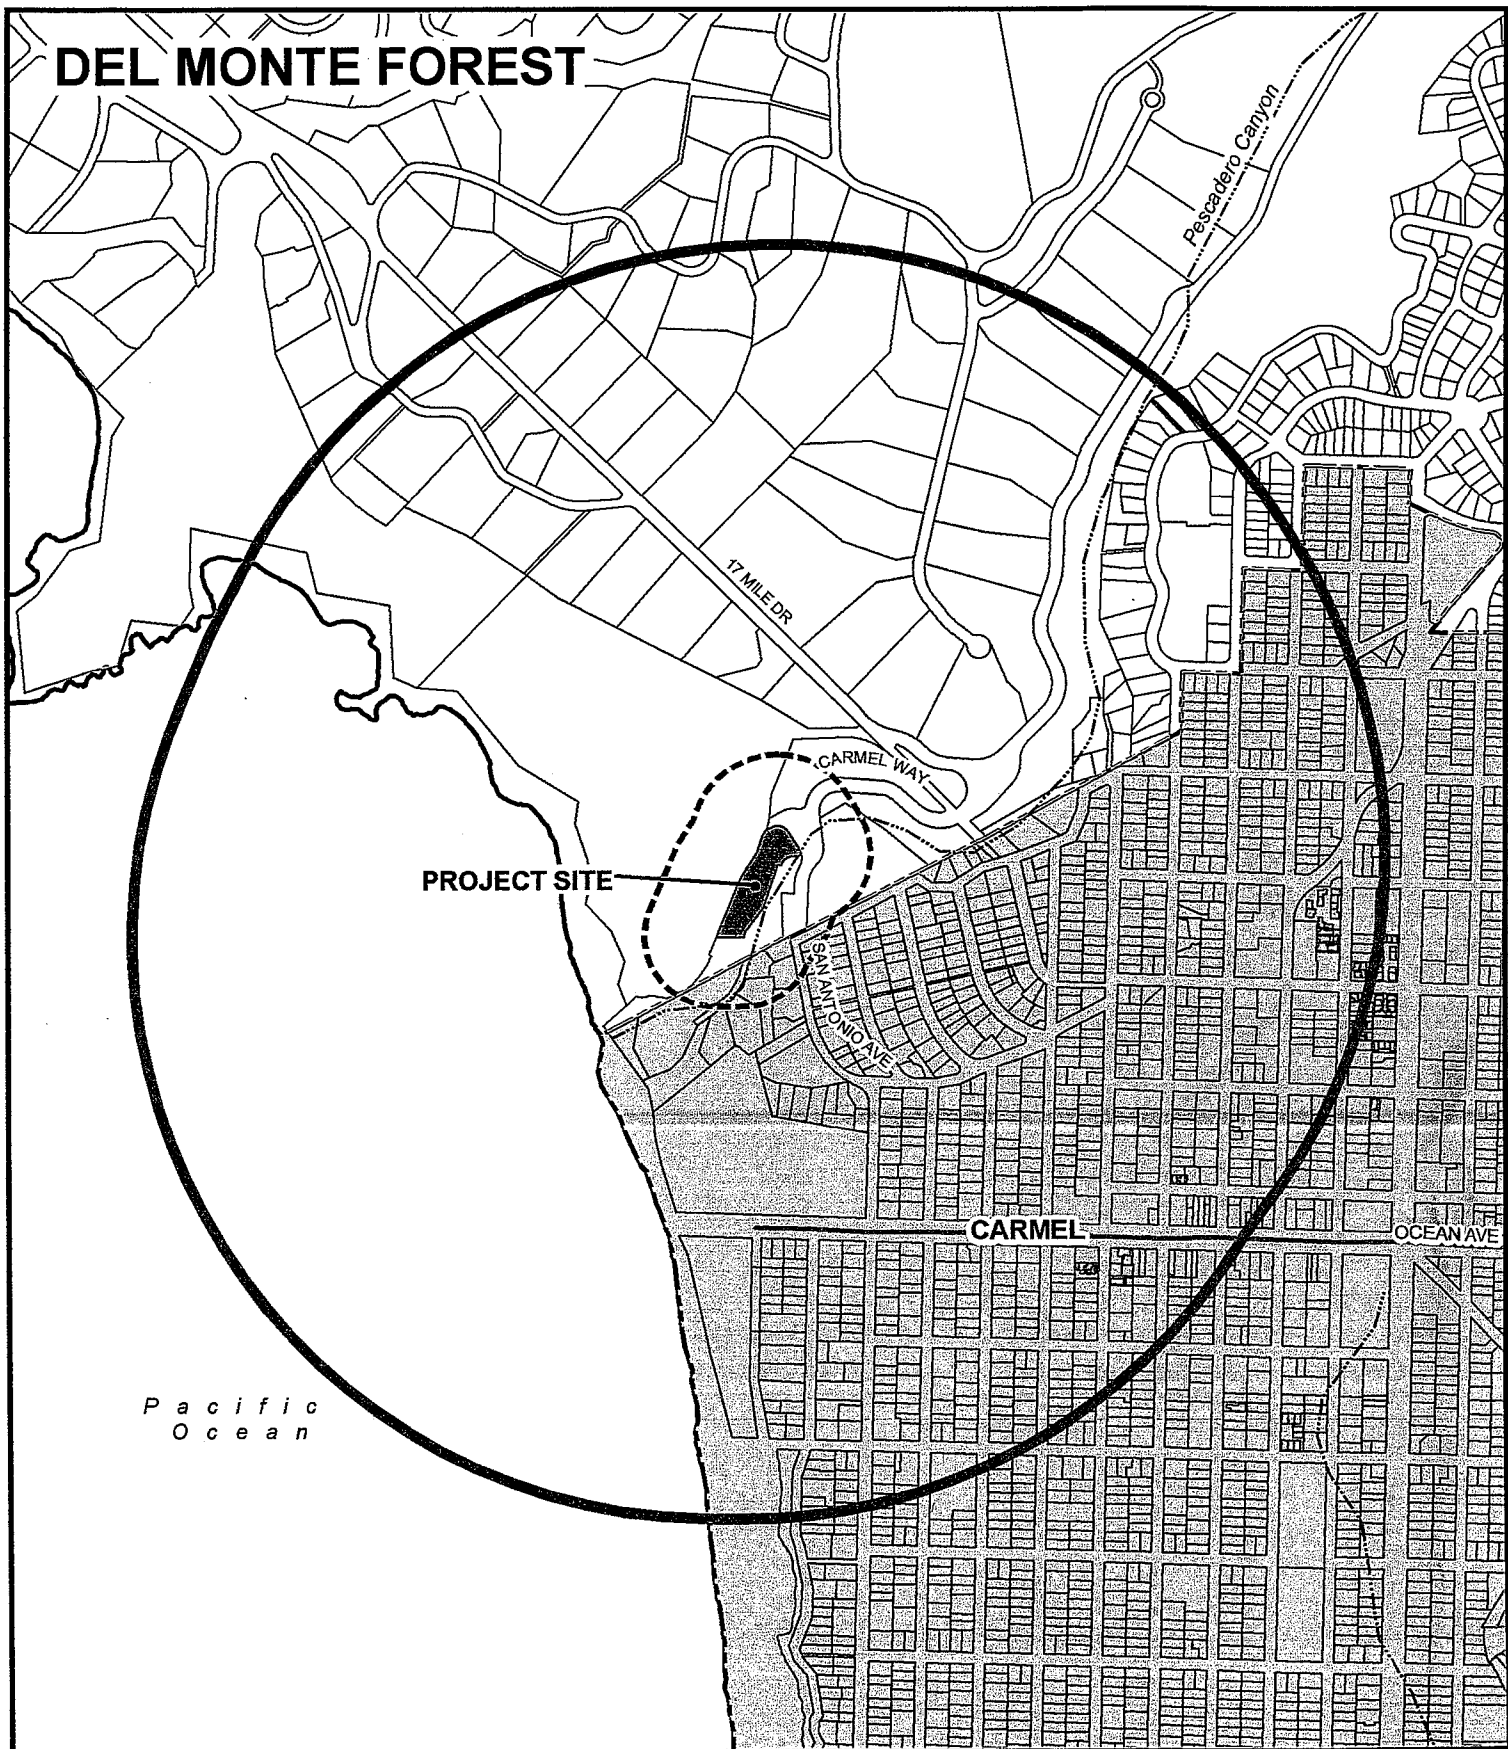 DEL MONTE FOREST
Pescadero Canyon
17 MILE DR
CARMEL WAY
PROJECT SITE
SAN ANTONIO AVE
CARMEL
OCEAN AVE
Pacific
Ocean